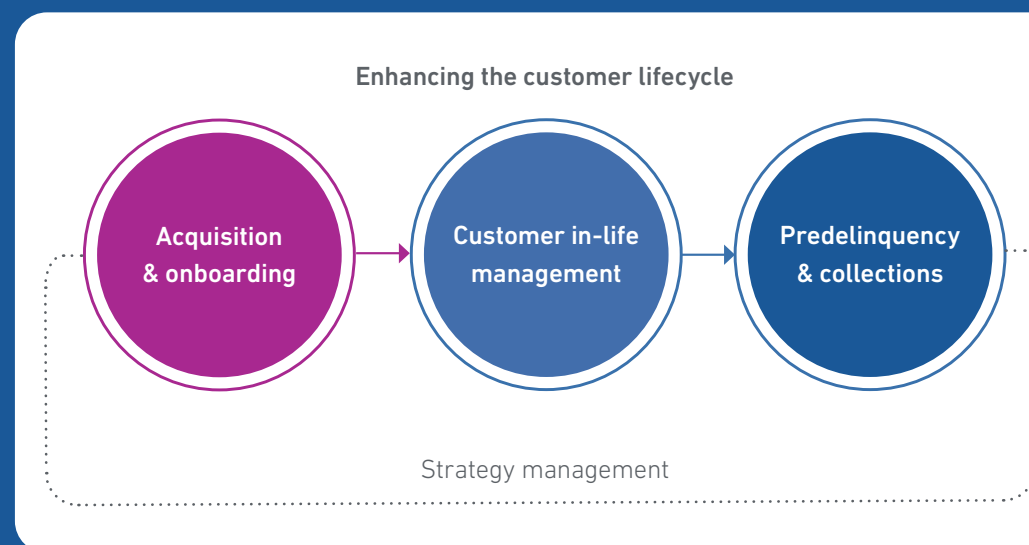 Enhancing the customer lifecycle
Acquisition
& onboarding
Customer in-life
management
Predelinquency
& collections
Strategy management